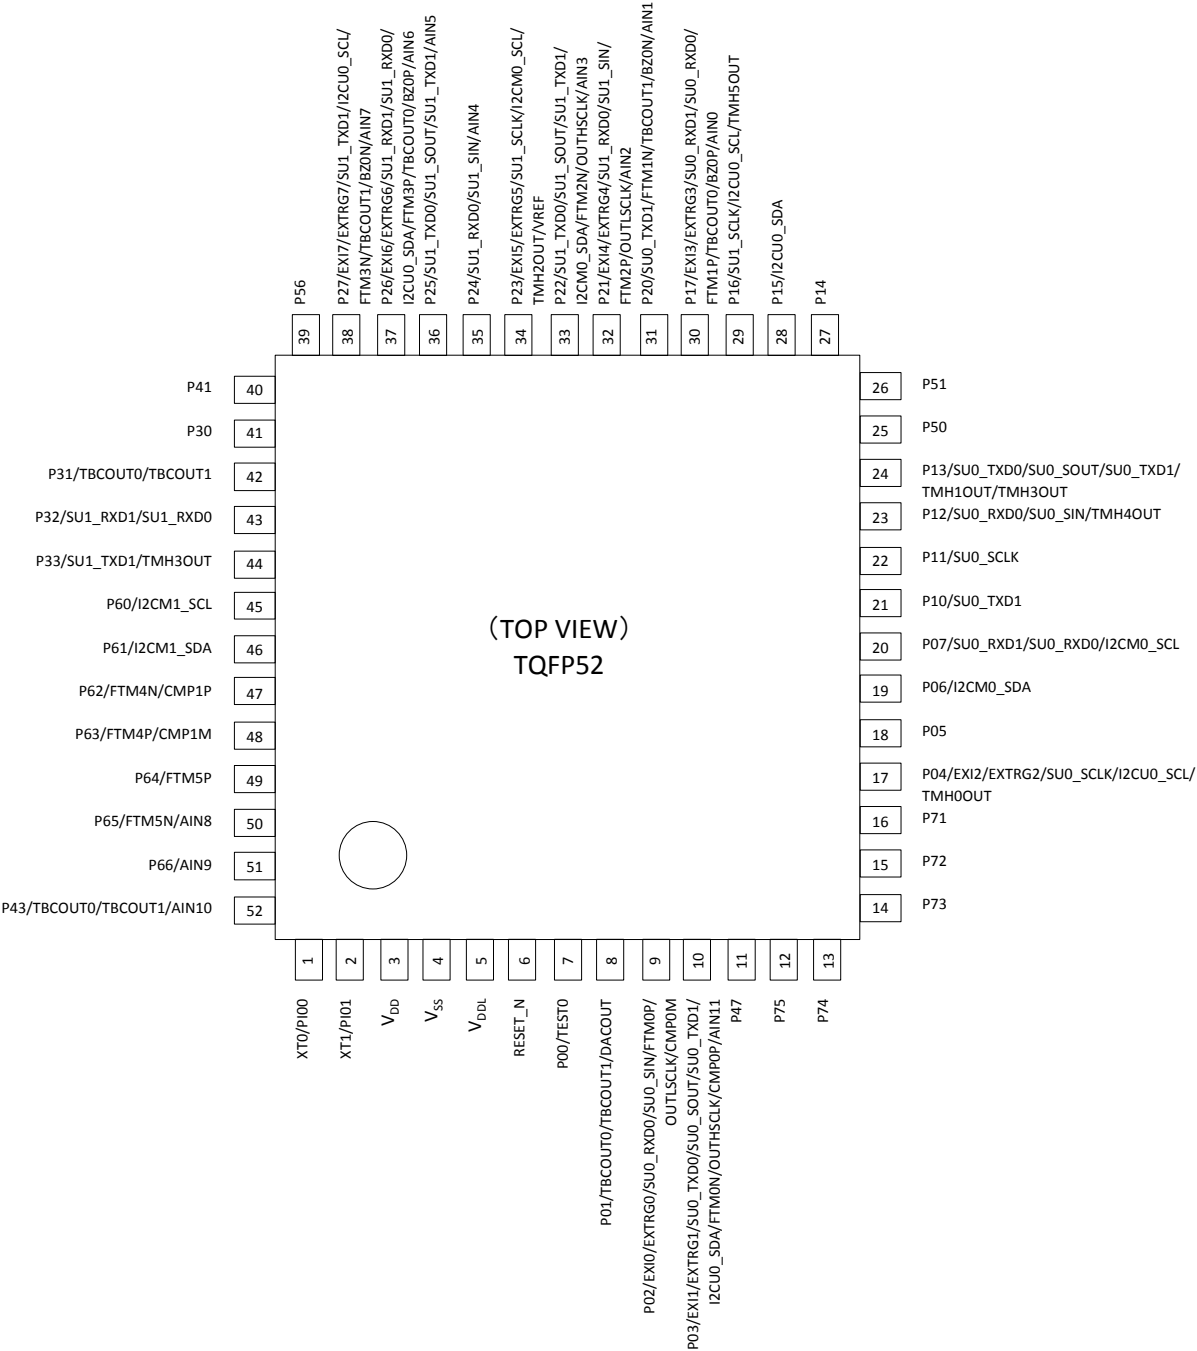 P56
39
P27/EXI7/EXTRG7/SU1_TXD1/I2CU0_SCL/
FTM3N/TBCOUT1/BZ0N/AIN7
38
P26/EXI6/EXTRG6/SU1_RXD1/SU1_RXD0/
I2CU0_SDA/FTM3P/TBCOUT0/BZ0P/AIN6
37
P25/SU1_TXD0/SU1_SOUT/SU1_TXD1/AIN5
36
P24/SU1_RXD0/SU1_SIN/AIN4
35
P23/EXI5/EXTRG5/SU1_SCLK/I2CM0_SCL/
TMH2OUT/VREF
34
P22/SU1_TXD0/SU1_SOUT/SU1_TXD1/
I2CM0_SDA/FTM2N/OUTHSCLK/AIN3
33
P21/EXI4/EXTRG4/SU1_RXD0/SU1_SIN/
FTM2P/OUTLSCLK/AIN2
32
P20/SU0_TXD1/FTM1N/TBCOUT1/BZ0N/AIN1
31
P17/EXI3/EXTRG3/SU0_RXD1/SU0_RXD0/
FTM1P/TBCOUT0/BZ0P/AIN0
30
P16/SU1_SCLK/I2CU0_SCL/TMH5OUT
29
P15/I2CU0_SDA
28
P14
27
P41 40
P30 41
P31/TBCOUT0/TBCOUT1 42
P32/SU1_RXD1/SU1_RXD0 43
P33/SU1_TXD1/TMH3OUT 44
P60/I2CM1_SCL 45
P61/I2CM1_SDA 46
P62/FTM4N/CMP1P 47
P63/FTM4P/CMP1M 48
P64/FTM5P 49
P65/FTM5N/AIN8 50
P66/AIN9 51
P43/TBCOUT0/TBCOUT1/AIN10 52
（TOP VIEW）
TQFP52
26 P51
25 P50
24 P13/SU0_TXD0/SU0_SOUT/SU0_TXD1/
TMH1OUT/TMH3OUT
23 P12/SU0_RXD0/SU0_SIN/TMH4OUT
22 P11/SU0_SCLK
21 P10/SU0_TXD1
20 P07/SU0_RXD1/SU0_RXD0/I2CM0_SCL
19 P06/I2CM0_SDA
18 P05
17 P04/EXI2/EXTRG2/SU0_SCLK/I2CU0_SCL/
TMH0OUT
16 P71
15 P72
14 P73
1
XT0/PI00
2
XT1/PI01
3
VDD
4
VSS
5
VDDL
6
RESET_N
7
P00/TEST0
8
P01/TBCOUT0/TBCOUT1/DACOUT
9
P02/EXI0/EXTRG0/SU0_RXD0/SU0_SIN/FTM0P/
OUTLSCLK/CMP0M
10
P03/EXI1/EXTRG1/SU0_TXD0/SU0_SOUT/SU0_TXD1/
I2CU0_SDA/FTM0N/OUTHSCLK/CMP0P/AIN11
11
P47
12
P75
13
P74